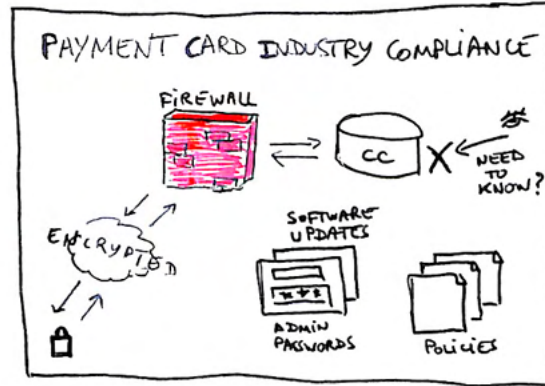 PAYMENT CARD INDUSTRY COMPLIANCE
FIREWALL
CC
X
NEED
TO
KNOW?
ENCRYPTED
SOFTWARE
UPDATES
***
ADMIN
PASSWORDS
POLICIES